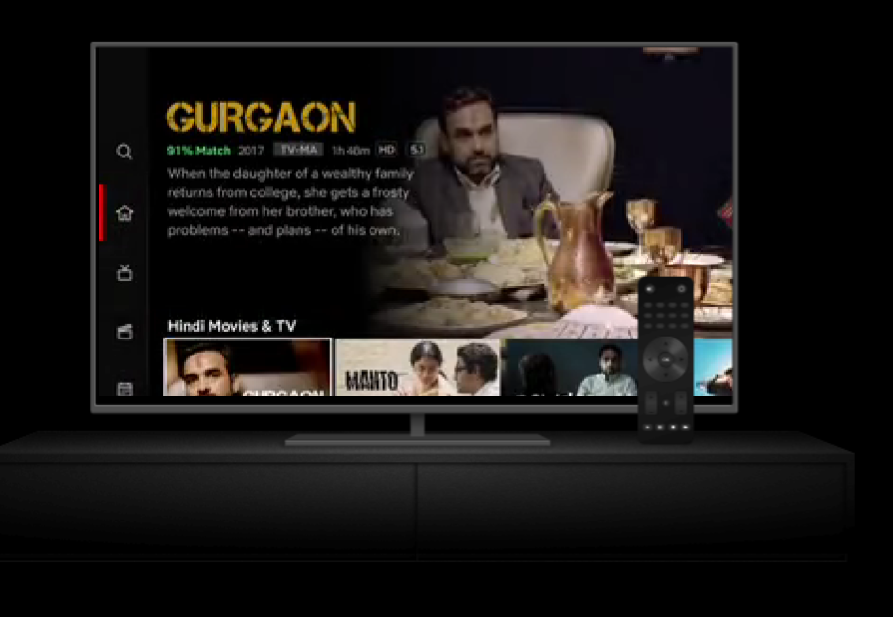 GURGAON
91% Match 2017 TV-MA 1h 46m HD 5.1
When the daughter of a wealthy family
returns from college, she gets a frosty
welcome from her brother, who has
problems -- and plans -- of his own.
Hindi Movies & TV
GURGAON
MANTO